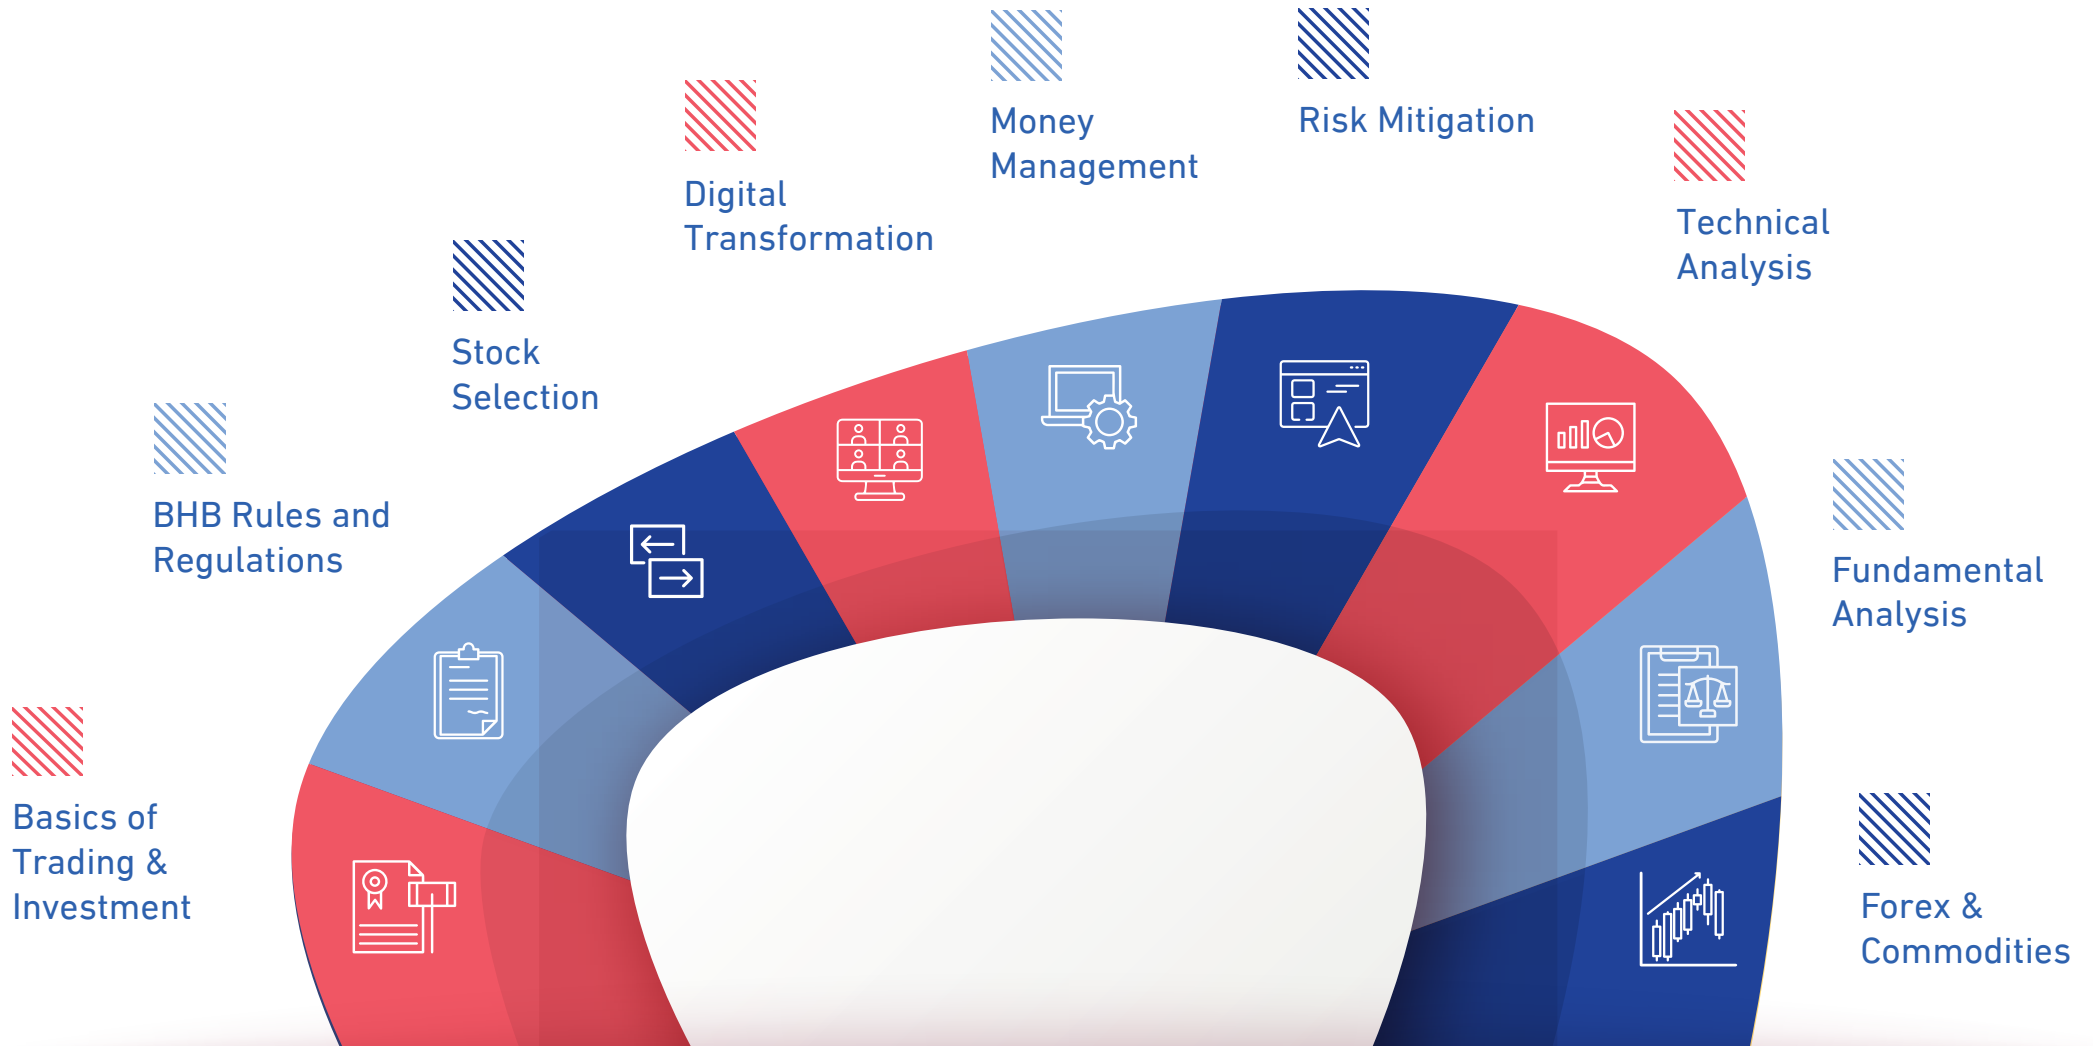 Basics of
Trading &
Investment
BHB Rules and
Regulations
Stock
Selection
Digital
Transformation
Money
Management
Risk Mitigation
Technical
Analysis
Fundamental
Analysis
Forex &
Commodities